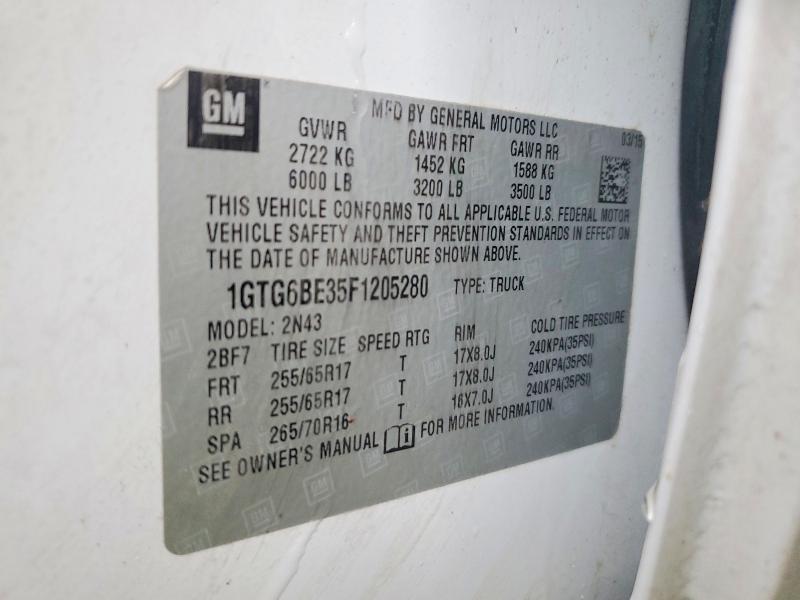 GM
MFD BY GENERAL MOTORS LLC
03/15
GVWR GAWR FRT GAWR RR
2722 KG 1452 KG 1588 KG
6000 LB 3200 LB 3500 LB
THIS VEHICLE CONFORMS TO ALL APPLICABLE U.S. FEDERAL MOTOR
VEHICLE SAFETY AND THEFT PREVENTION STANDARDS IN EFFECT ON
THE DATE OF MANUFACTURE SHOWN ABOVE.
1GTG6BE35F1205280 TYPE: TRUCK
MODEL: 2N43
2BF7 TIRE SIZE SPEED RTG RIM COLD TIRE PRESSURE
FRT 255/65R17 T 17X8.0J 240KPA(35PSI)
RR 255/65R17 T 17X8.0J 240KPA(35PSI)
SPA 265/70R16 T 16X7.0J 240KPA(35PSI)
SEE OWNER'S MANUAL FOR MORE INFORMATION.